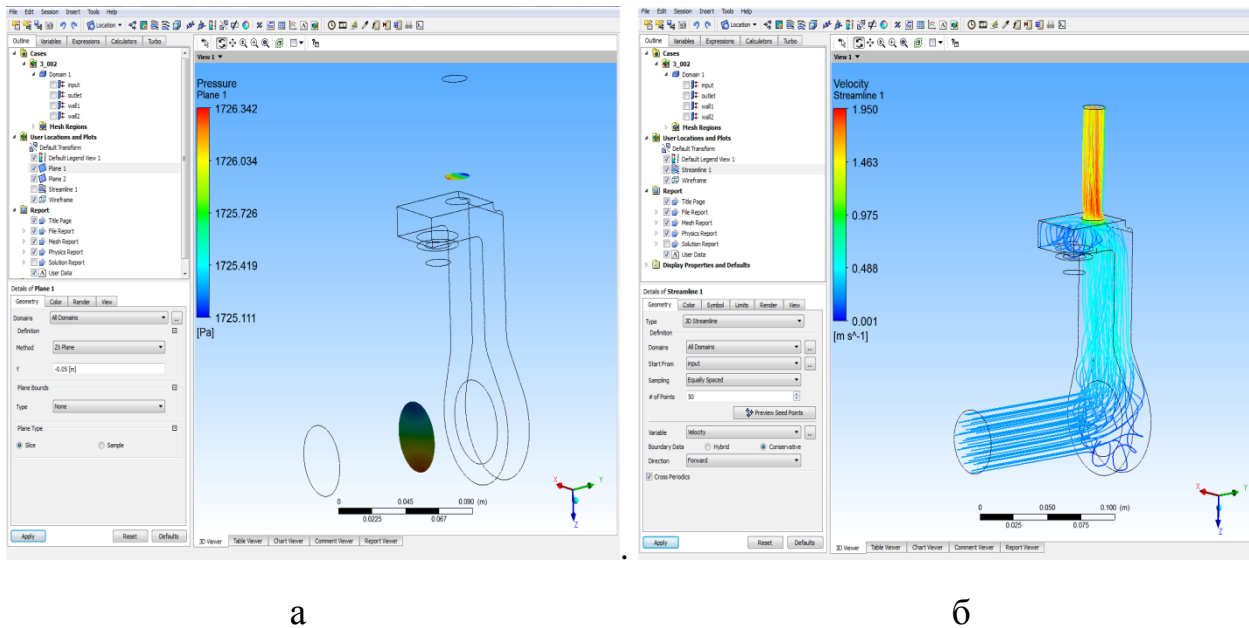 File Edit Session Insert Tools Help
Location
Outline Variables Expressions Calculators Turbo
Cases
3_002
Domain 1
input
outlet
wall1
wall2
Mesh Regions
User Locations and Plots
Default Transform
Default Legend View 1
Plane 1
Plane 2
Streamline 1
Wireframe
Report
Title Page
File Report
Mesh Report
Physics Report
Solution Report
User Data
Details of Plane 1
Geometry Color Render View
Domains All Domains ...
Definition
Method ZX Plane
Y -0.05 [m]
Plane Bounds
Type None
Plane Type
Slice Sample
Apply Reset Defaults
View 1
Pressure
Plane 1
1726.342
1726.034
1725.726
1725.419
1725.111
[Pa]
0 0.045 0.090 (m)
0.0225 0.067
X Y
Z
3D Viewer Table Viewer Chart Viewer Comment Viewer Report Viewer
.
File Edit Session Insert Tools Help
Location
Outline Variables Expressions Calculators Turbo
Cases
3_002
Domain 1
input
outlet
wall1
wall2
Mesh Regions
User Locations and Plots
Default Transform
Default Legend View 1
Streamline 1
Wireframe
Report
Title Page
File Report
Mesh Report
Physics Report
Solution Report
User Data
Display Properties and Defaults
Details of Streamline 1
Geometry Color Symbol Limits Render View
Type 3D Streamline
Definition
Domains All Domains ...
Start From input ...
Sampling Equally Spaced
# of Points 50
Preview Seed Points
Variable Velocity ...
Boundary Data Hybrid Conservative
Direction Forward
Cross Periodics
Apply Reset Defaults
View 1
Velocity
Streamline 1
1.950
1.463
0.975
0.488
0.001
[m s^-1]
0 0.050 0.100 (m)
0.025 0.075
X Y
Z
3D Viewer Table Viewer Chart Viewer Comment Viewer Report Viewer
а
б